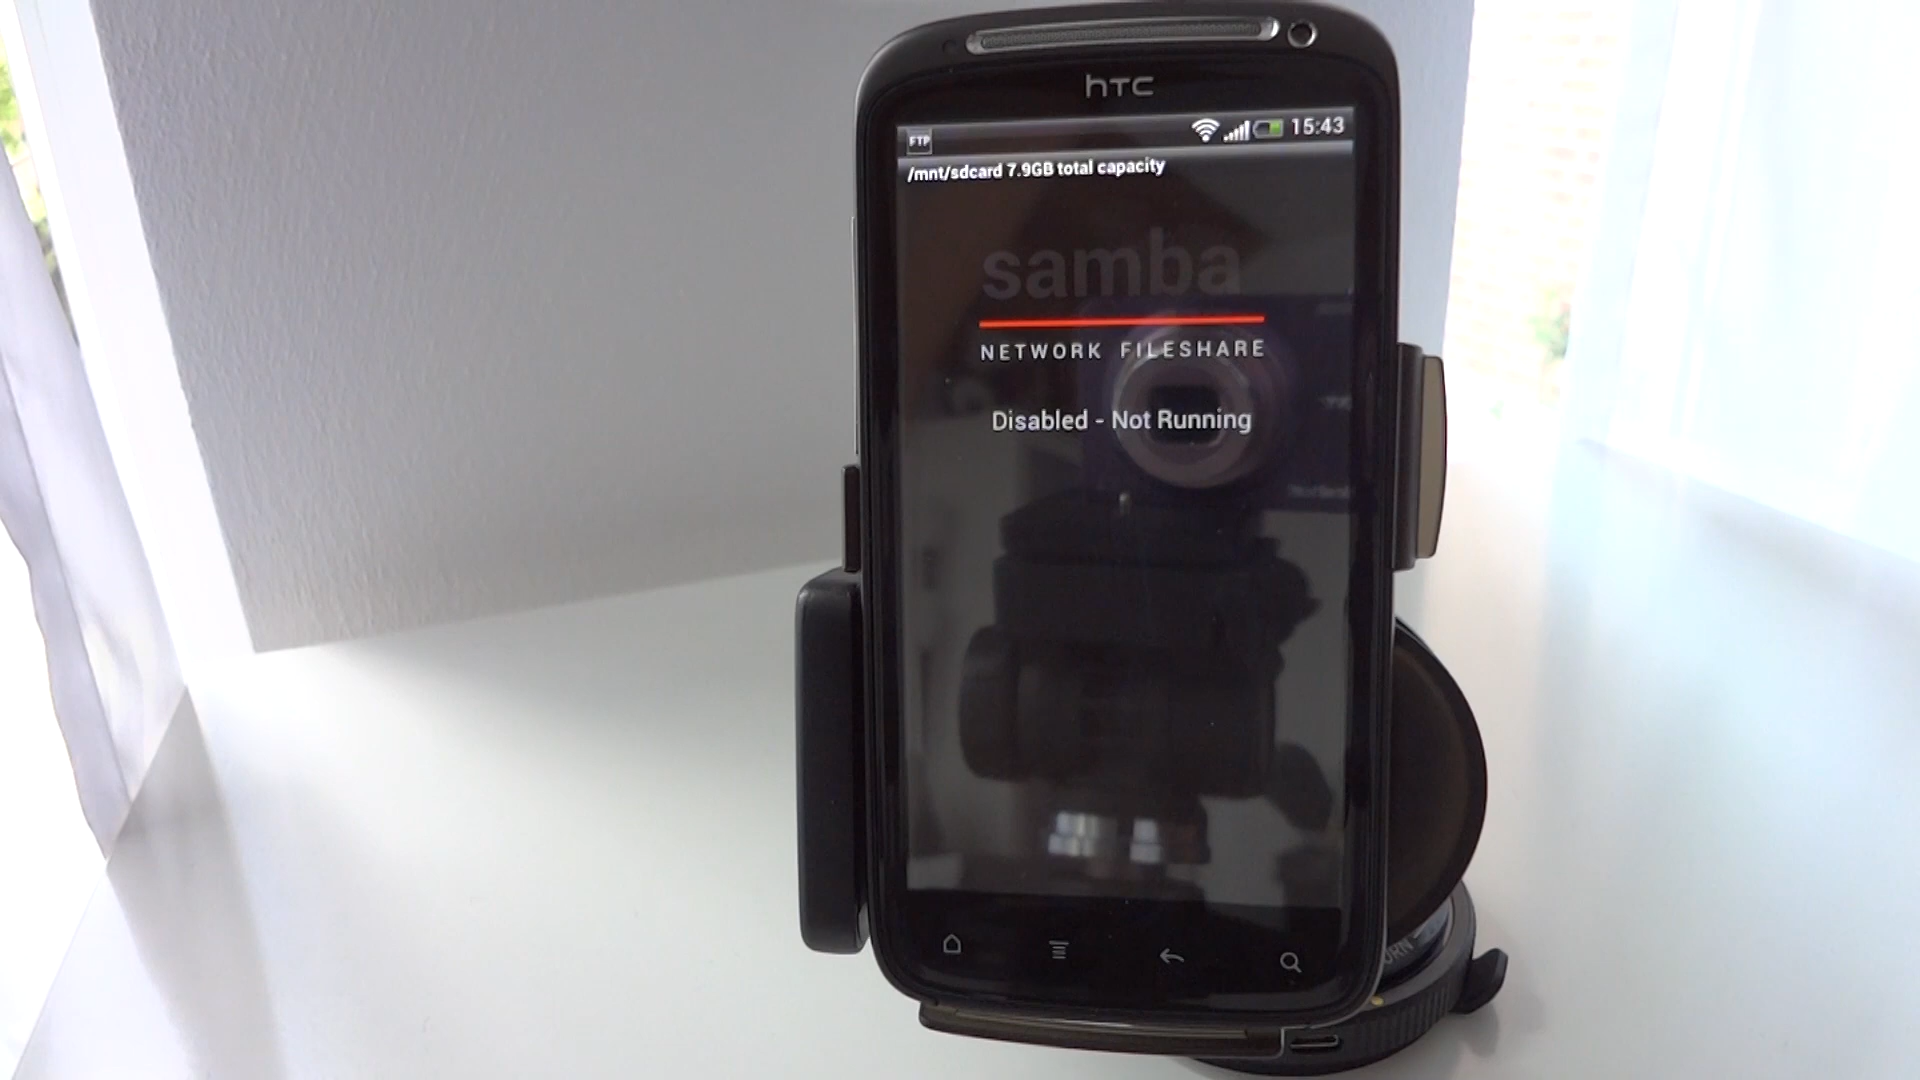 hTC
FTP
15:43
/mnt/sdcard 7.9GB total capacity
samba
NETWORK FILESHARE
Disabled - Not Running